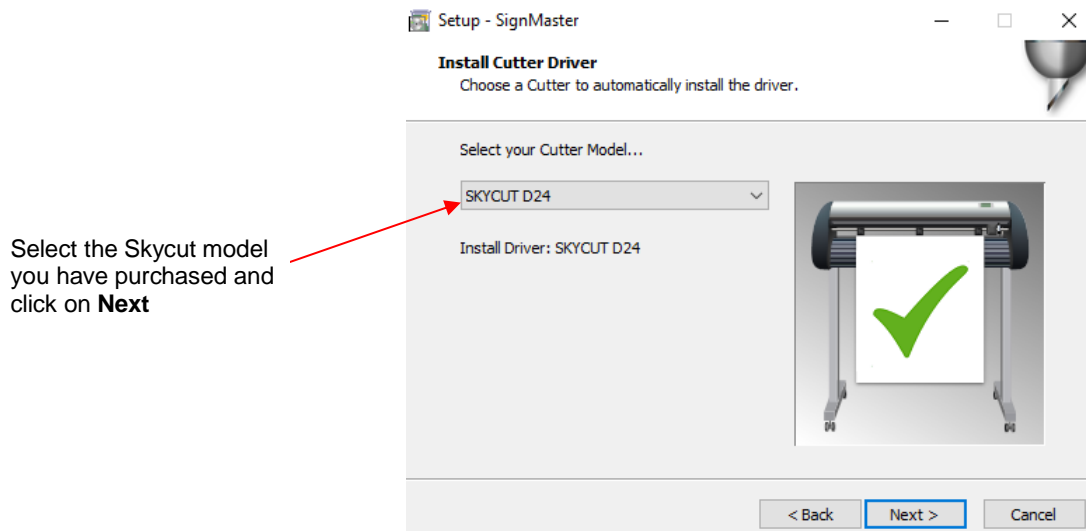 Setup - SignMaster
Install Cutter Driver
Choose a Cutter to automatically install the driver.
Select your Cutter Model...
SKYCUT D24
Install Driver: SKYCUT D24
Select the Skycut model
you have purchased and
click on Next
< Back Next > Cancel